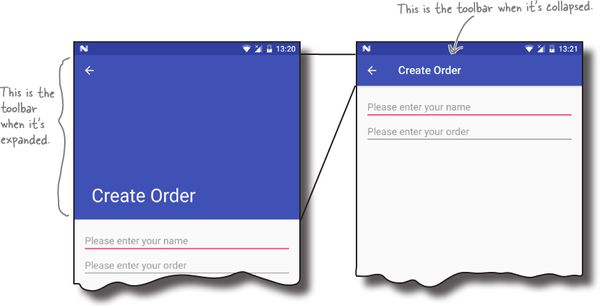 This is the toolbar when it's collapsed.
13:20
13:21
Create Order
This is the
toolbar
when it's
expanded.
Please enter your name
Please enter your order
Create Order
Please enter your name
Please enter your order